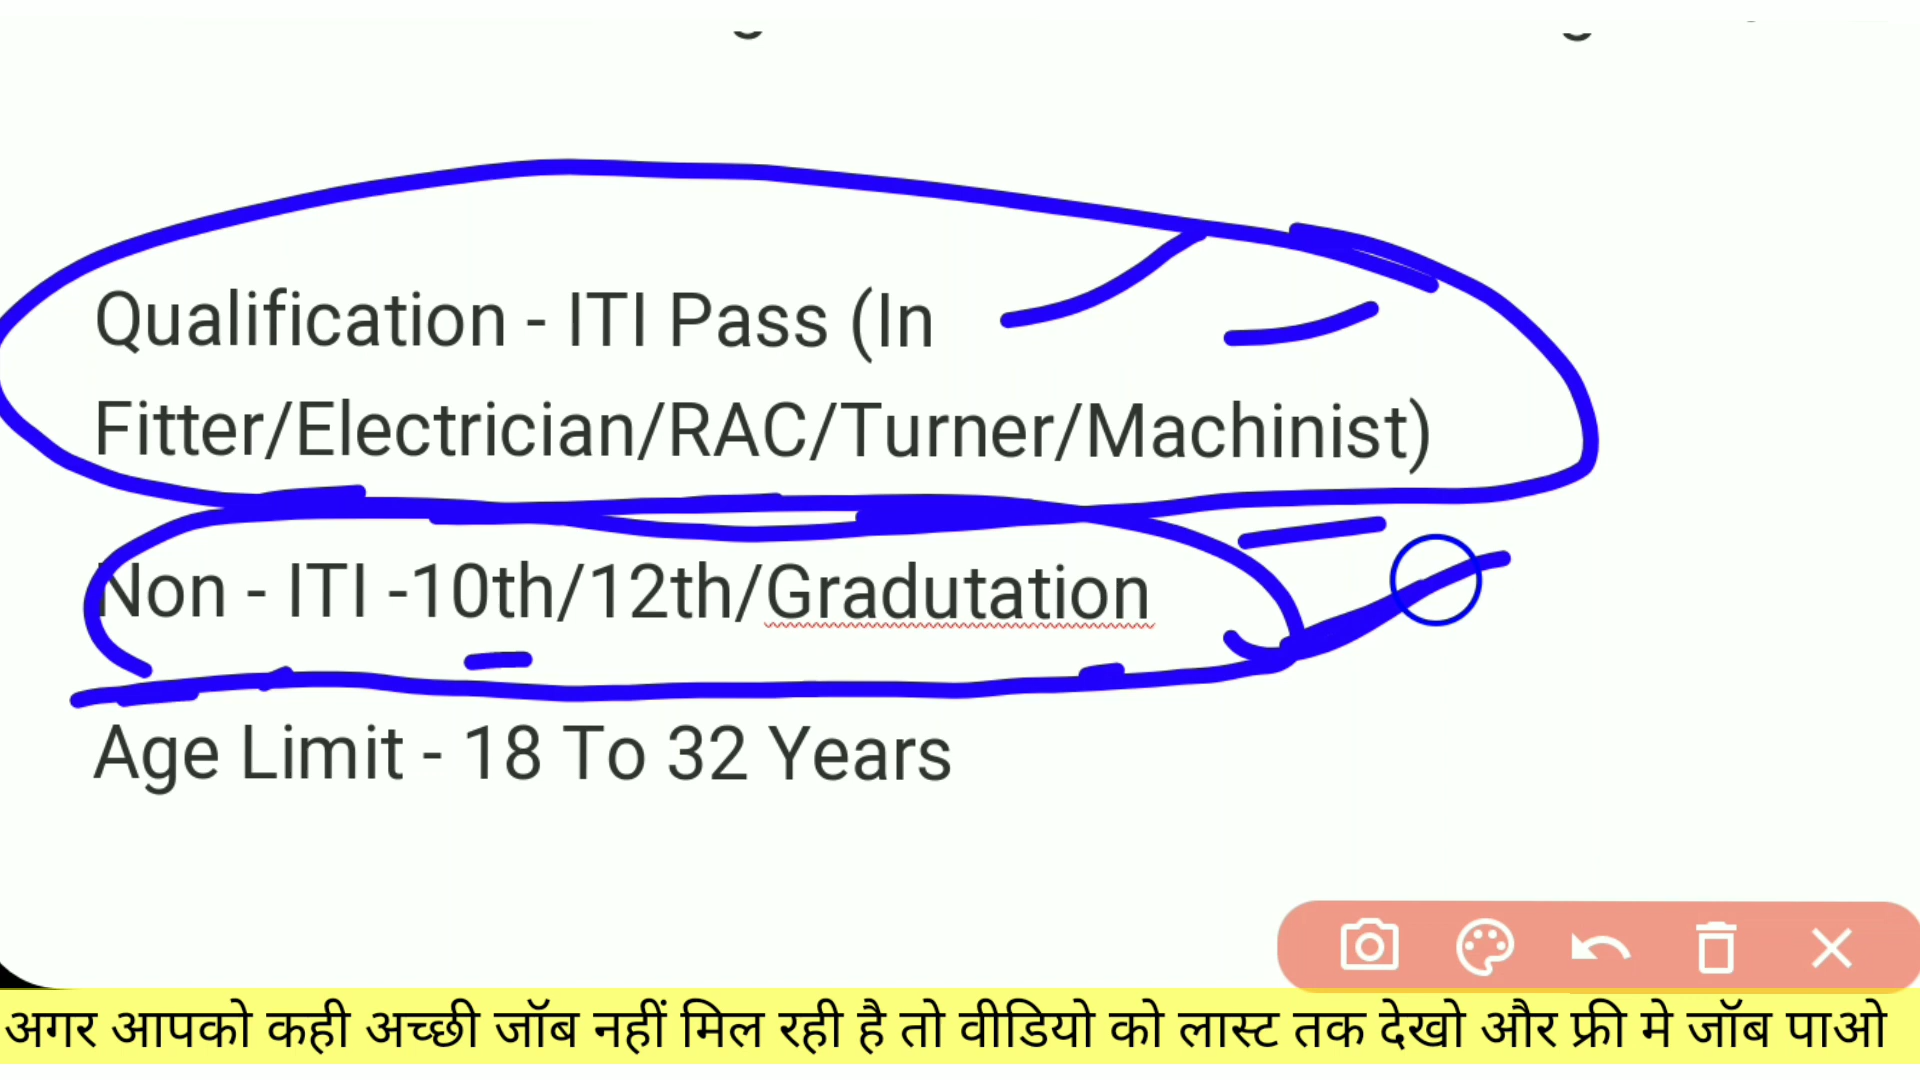 Qualification - ITI Pass (In
Fitter/Electrician/RAC/Turner/Machinist)
Non - ITI -10th/12th/Gradutation
Age Limit - 18 To 32 Years
अगर आपको कही अच्छी जॉब नहीं मिल रही है तो वीडियो को लास्ट तक देखो और फ्री मे जॉब पाओ